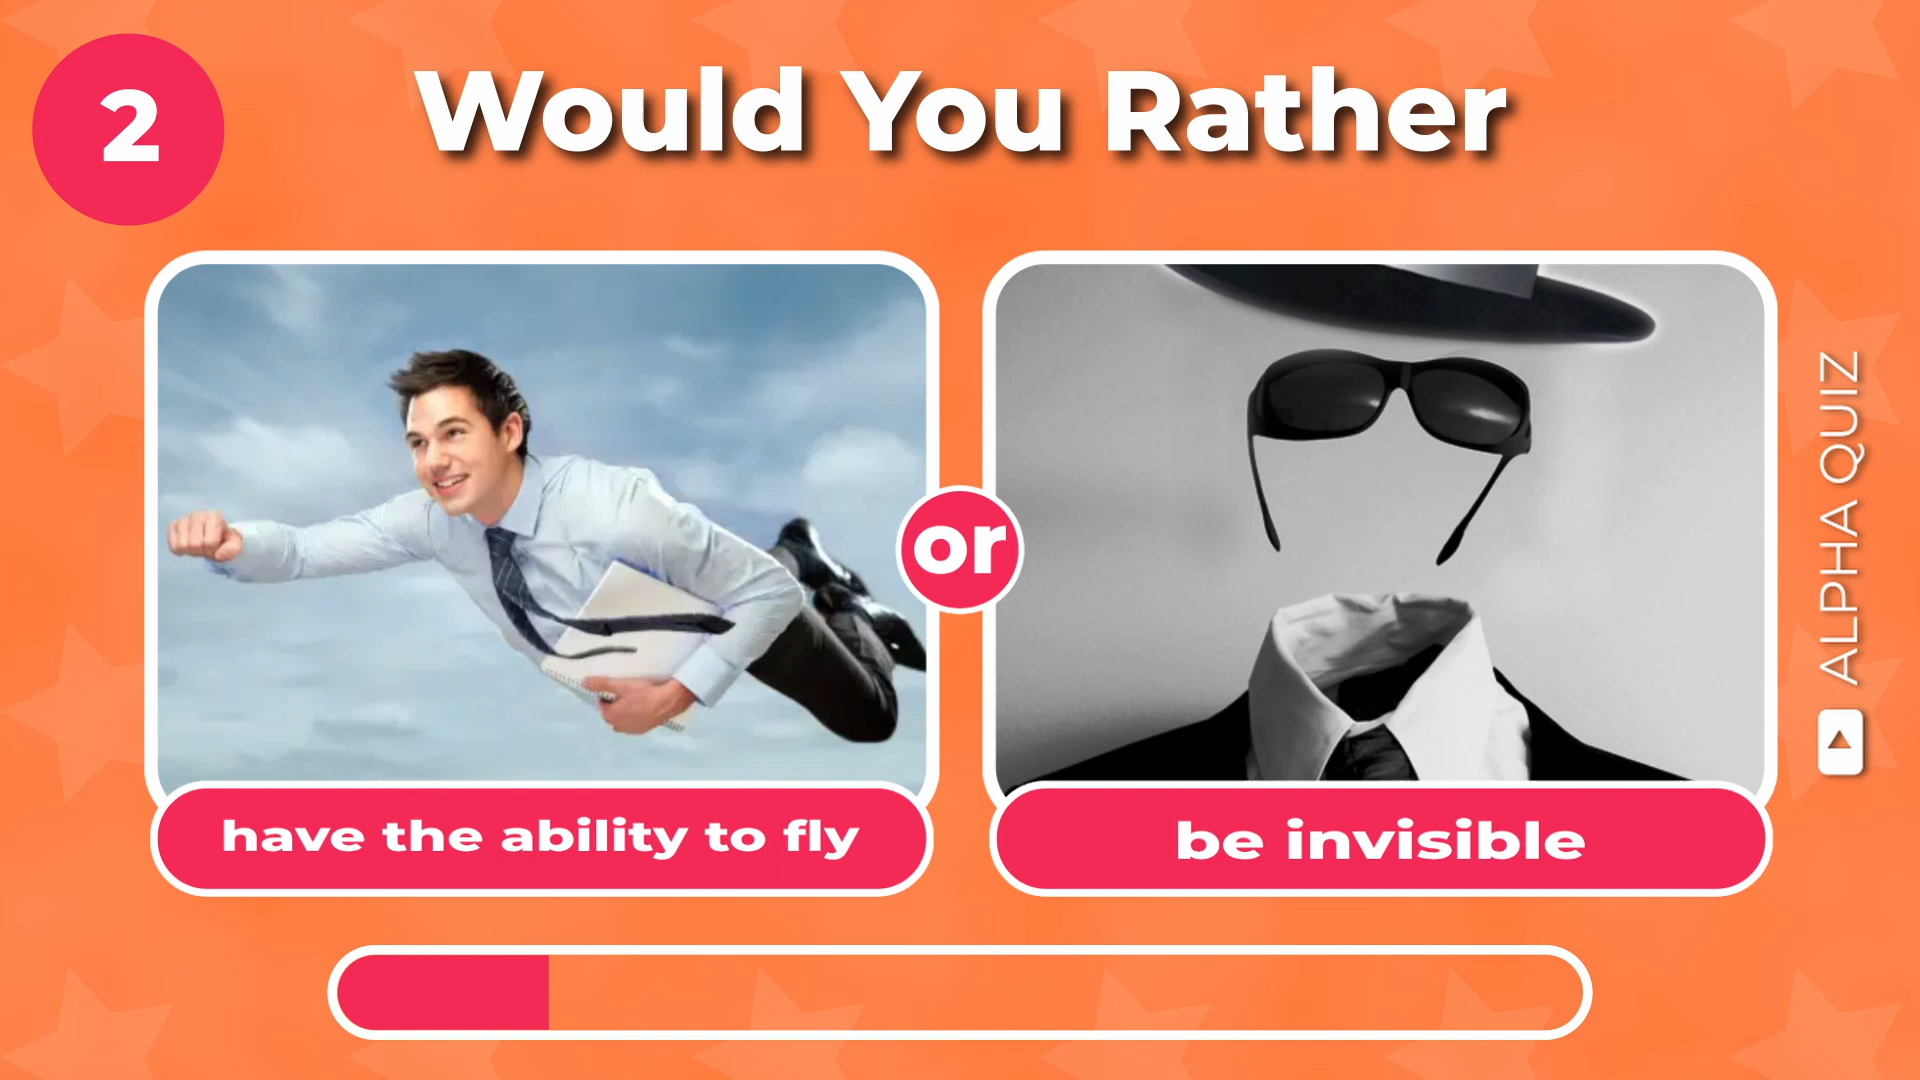 2
Would You Rather
or
have the ability to fly
be invisible
ALPHA QUIZ